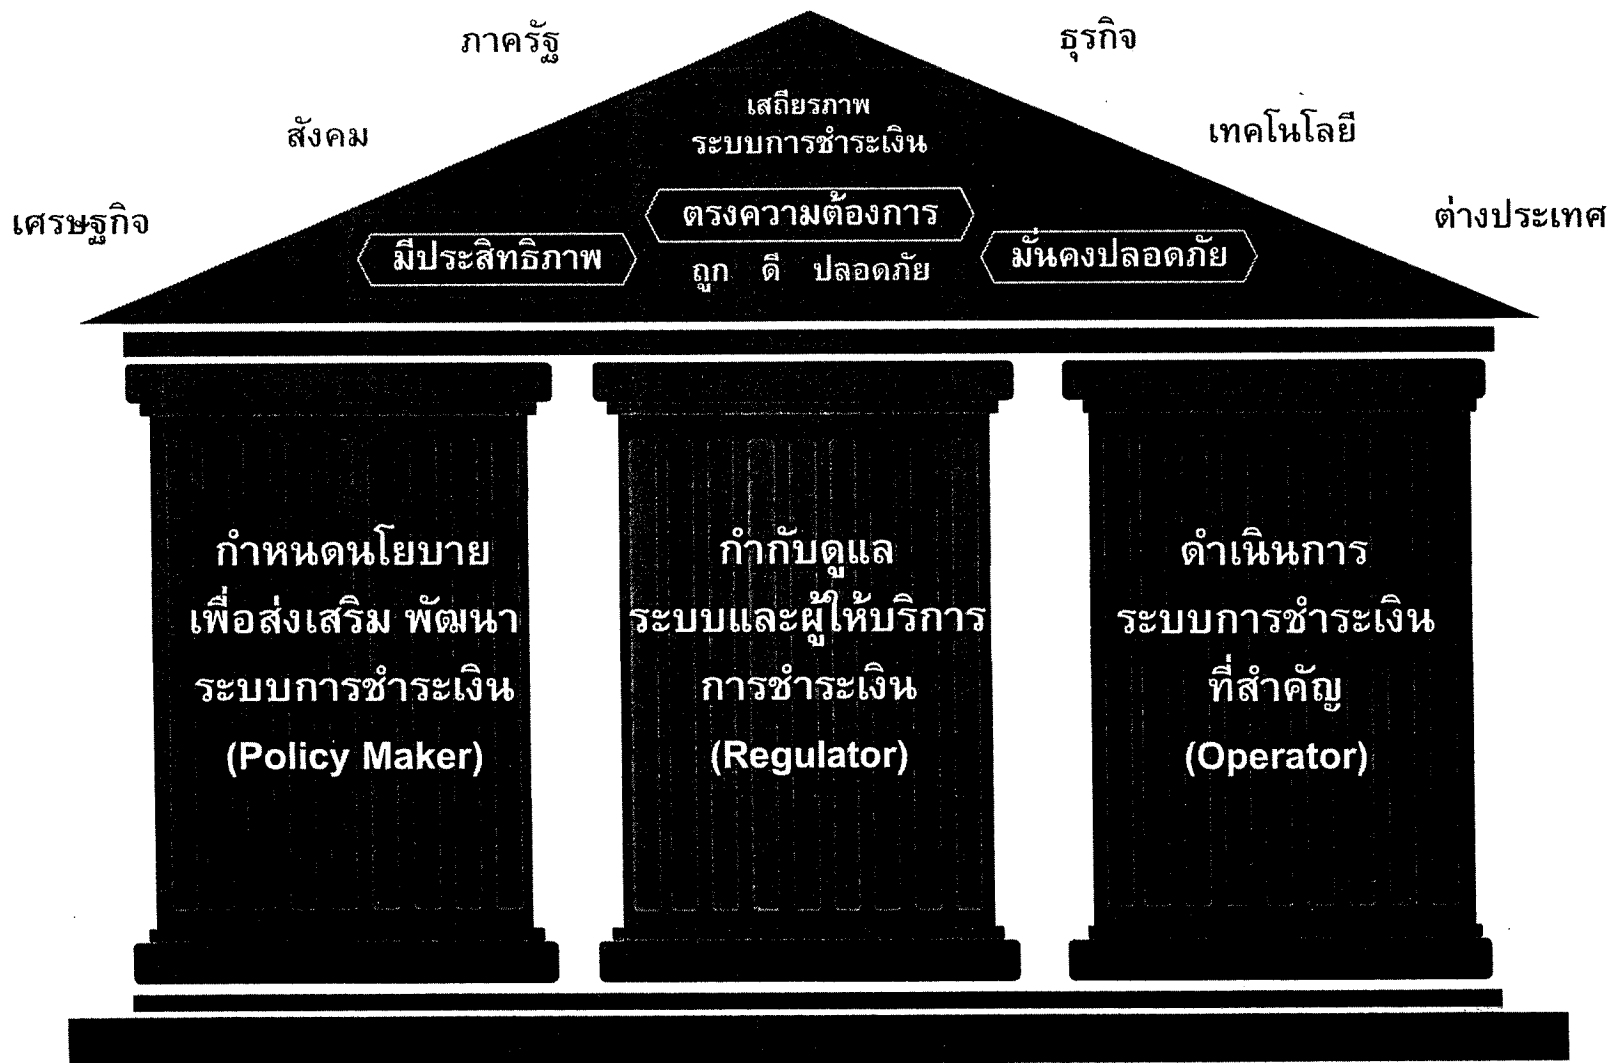 ภาครัฐ
ธุรกิจ
สังคม
เทคโนโลยี
เศรษฐกิจ
ต่างประเทศ
เสถียรภาพ
ระบบการชำระเงิน
ตรงความต้องการ
มีประสิทธิภาพ
มั่นคงปลอดภัย
ถูก ดี ปลอดภัย
กำหนดนโยบาย
เพื่อส่งเสริม พัฒนา
ระบบการชำระเงิน
(Policy Maker)
กำกับดูแล
ระบบและผู้ให้บริการ
การชำระเงิน
(Regulator)
ดำเนินการ
ระบบการชำระเงิน
ที่สำคัญ
(Operator)